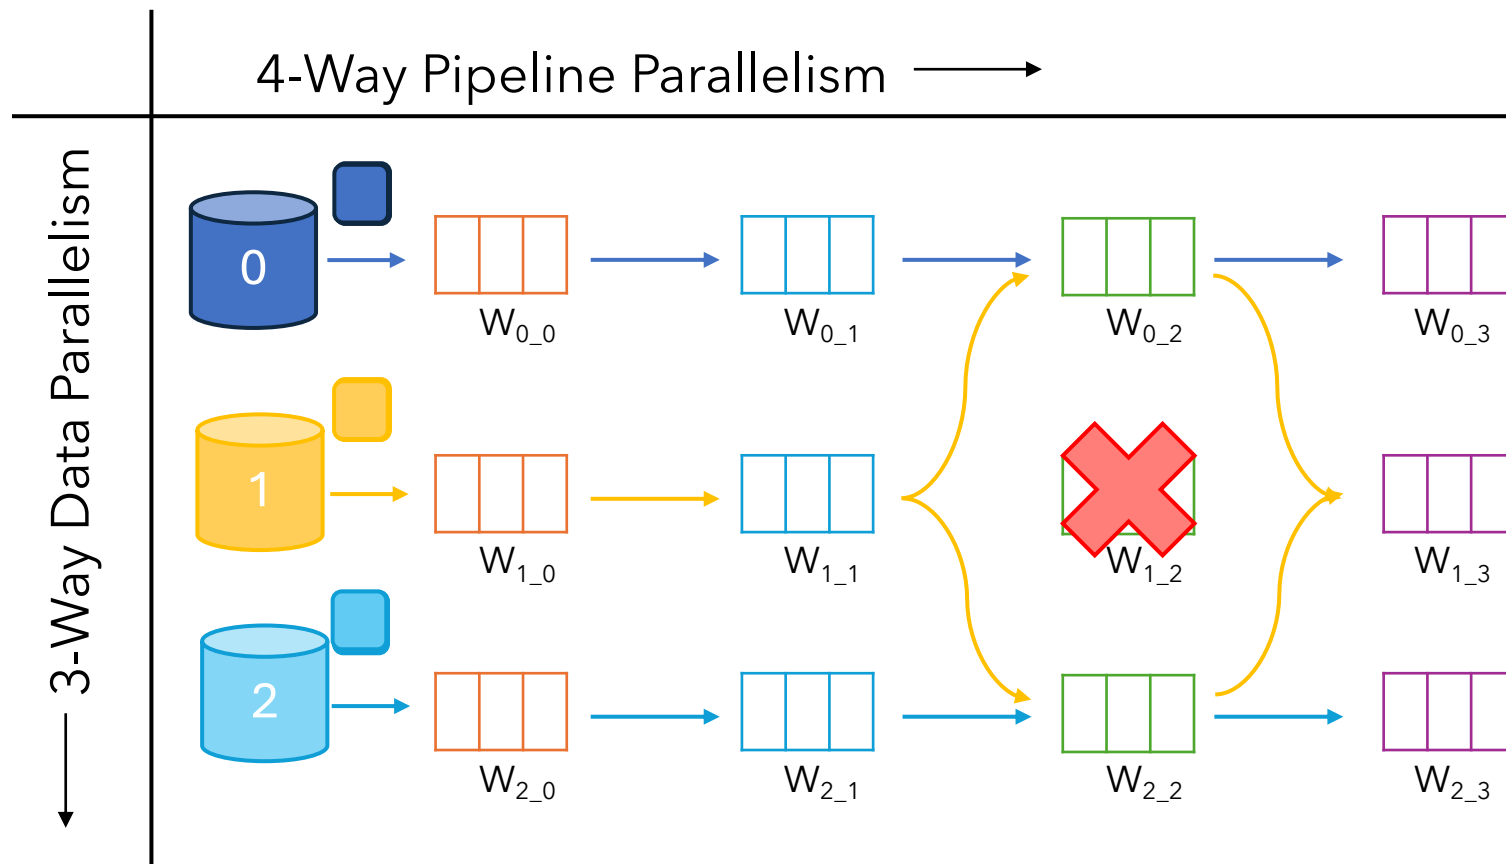 4-Way Pipeline Parallelism
3-Way Data Parallelism
0
W0_0
W0_1
W0_2
W0_3
1
W1_0
W1_1
W1_2
W1_3
2
W2_0
W2_1
W2_2
W2_3